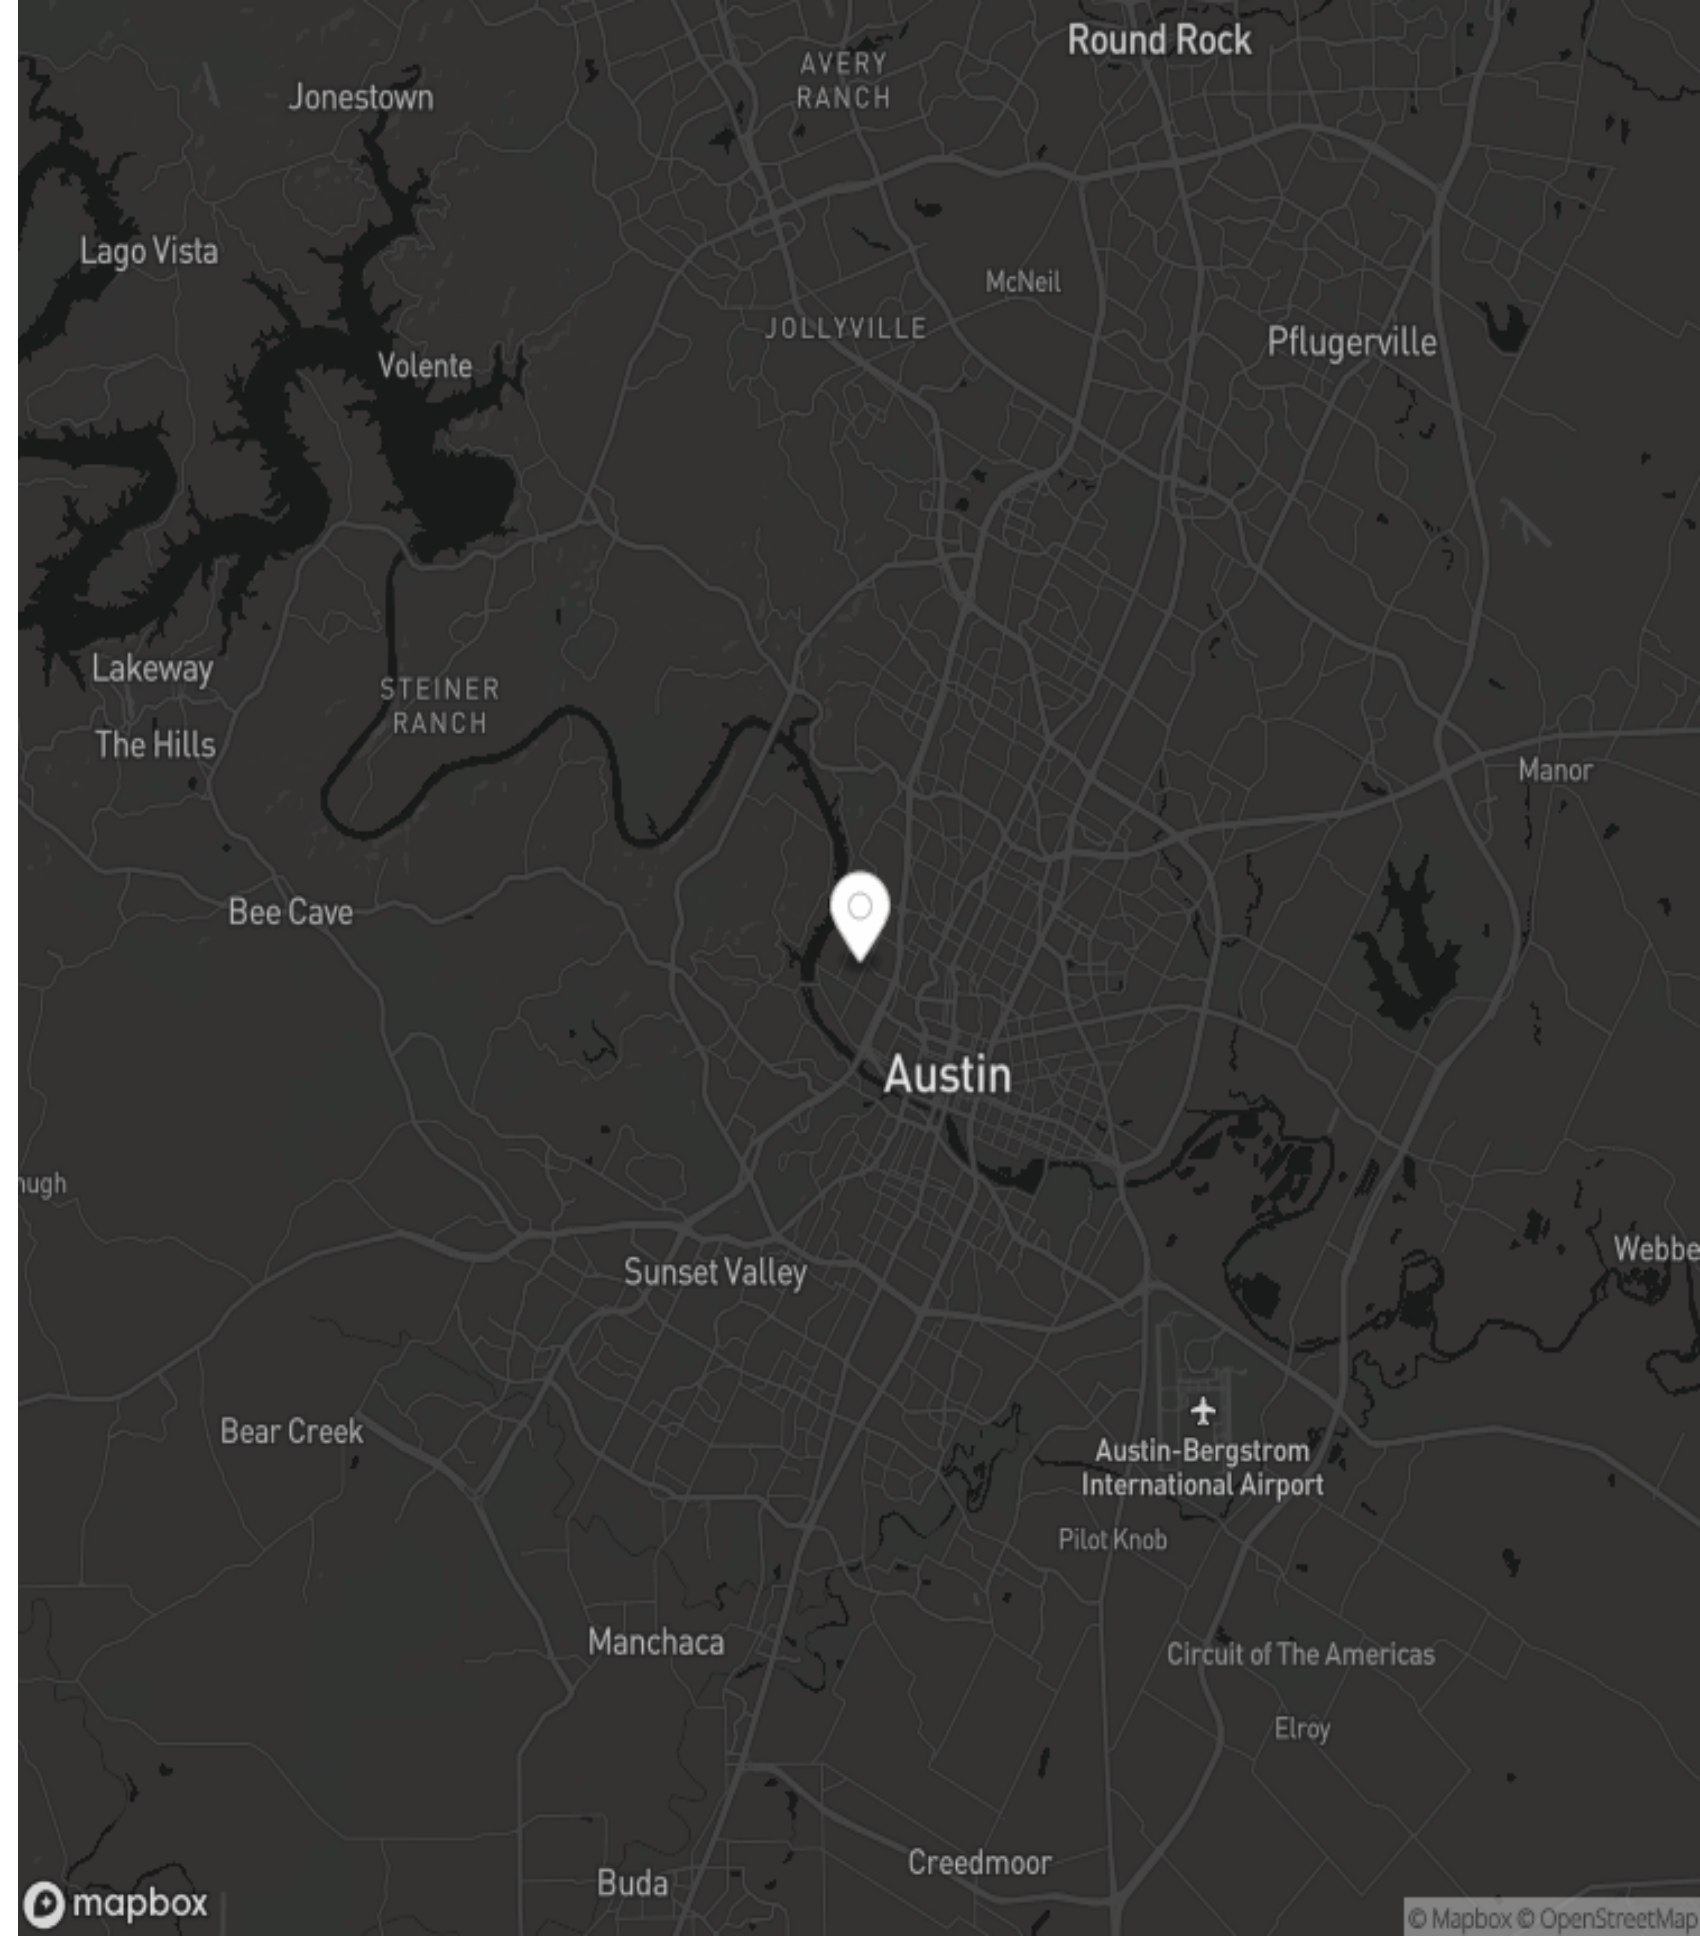 Round Rock
AVERY
RANCH
Jonestown
Lago Vista
McNeil
JOLLYVILLE
Pflugerville
Volente
Lakeway
STEINER
RANCH
The Hills
Manor
Bee Cave
Austin
ugh
Webbe
Sunset Valley
Bear Creek
Austin-Bergstrom
International Airport
Pilot Knob
Manchaca
Circuit of The Americas
Elroy
Creedmoor
Buda
mapbox
© Mapbox © OpenStreetMap